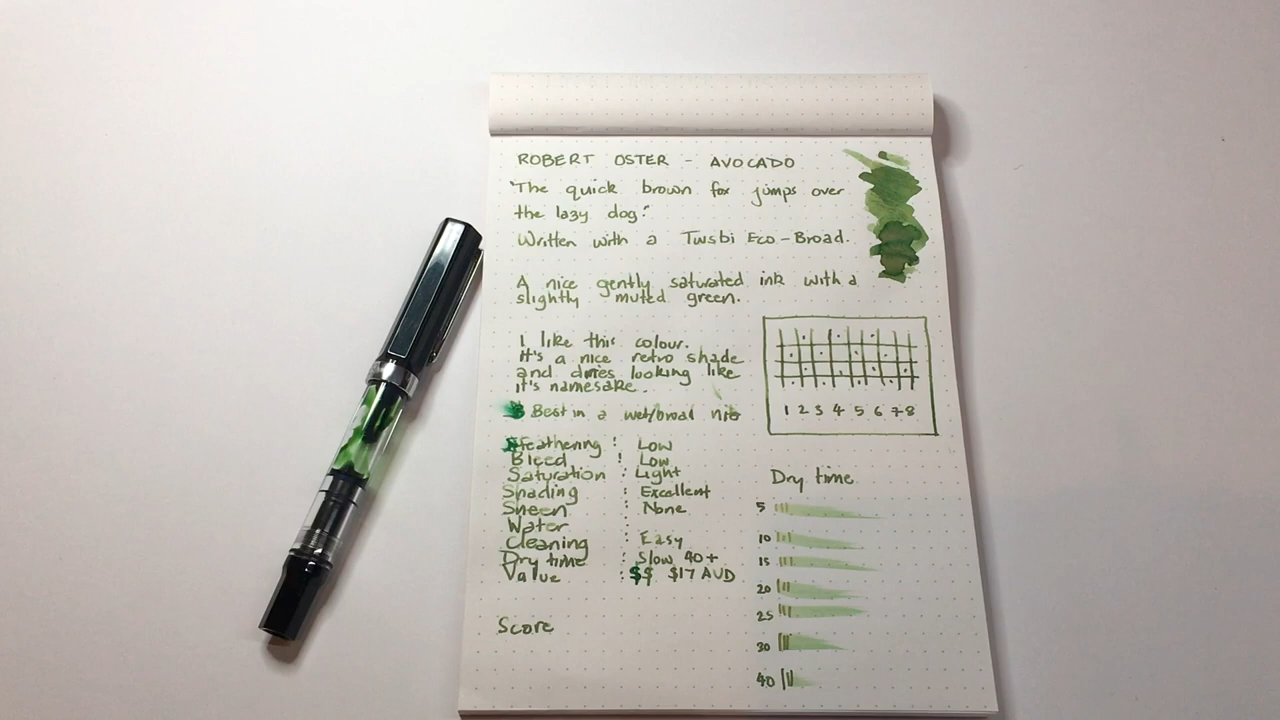 ROBERT OSTER - AVOCADO
"The quick brown fox jumps over
the lazy dog."
Written with a Twsbi Eco - Broad.
A nice gently saturated ink with a
slightly muted green.
I like this colour.
It's a nice retro shade
and dries looking like
it's namesake.
Best in a wet/broad nib
Feathering : Low
Bleed : Low
Saturation : Light
Shading : Excellent
Sheen : None
Water :
Cleaning : Easy
Dry time : Slow 40+
Value : $$ $17 AUD
Score
1 2 3 4 5 6 7 8
Dry time
5
10
15
20
25
30
40